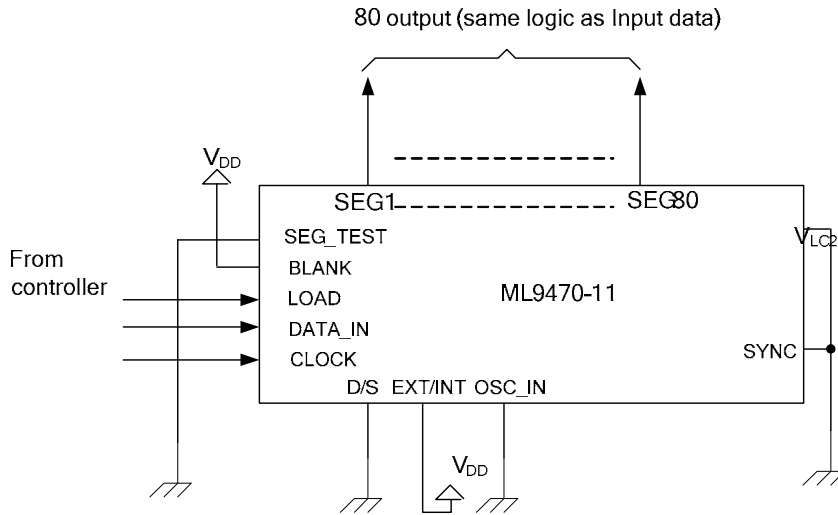 80 output (same logic as Input data)
VDD
SEG1
SEG80
SEG_TEST
VLC2
From
controller
BLANK
LOAD
ML9470-11
DATA_IN
SYNC
CLOCK
D/S EXT/INT OSC_IN
VDD